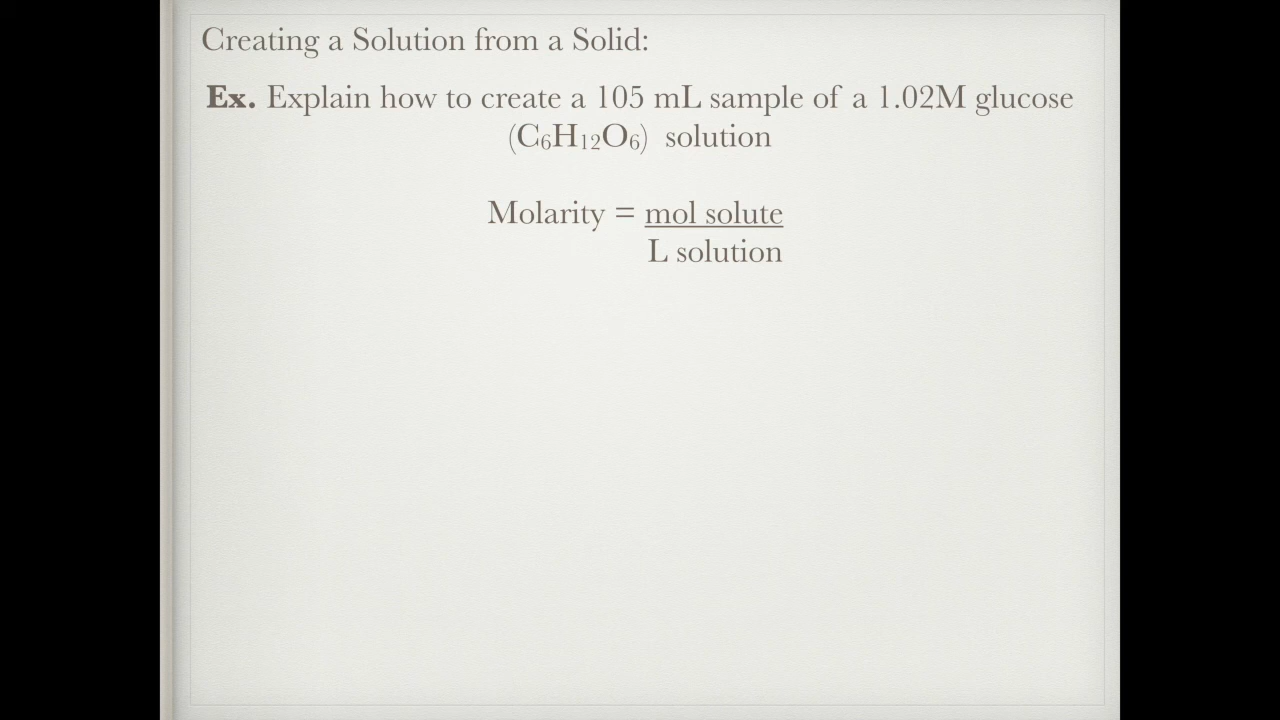 Creating a Solution from a Solid:
Ex. Explain how to create a 105 mL sample of a 1.02M glucose
(C₆H₁₂O₆) solution
Molarity = mol solute
L solution